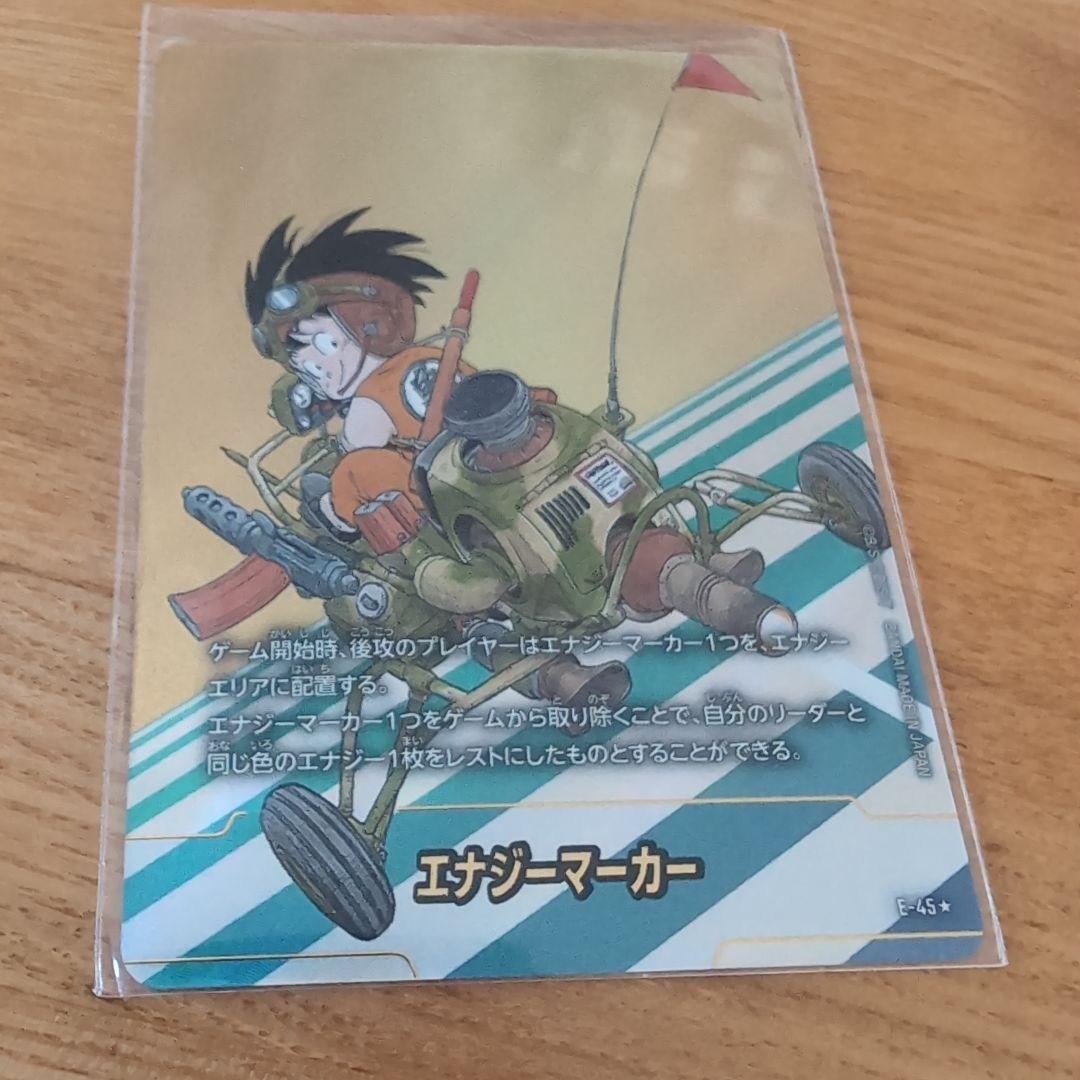 ゲーム開始時、後攻のプレイヤーはエナジーマーカー1つを、エナジー
エリアに配置する。
エナジーマーカー1つをゲームから取り除くことで、自分のリーダーと
同じ色のエナジー1枚をレストにしたものとすることができる。
エナジーマーカー
E-45★
MADE IN JAPAN